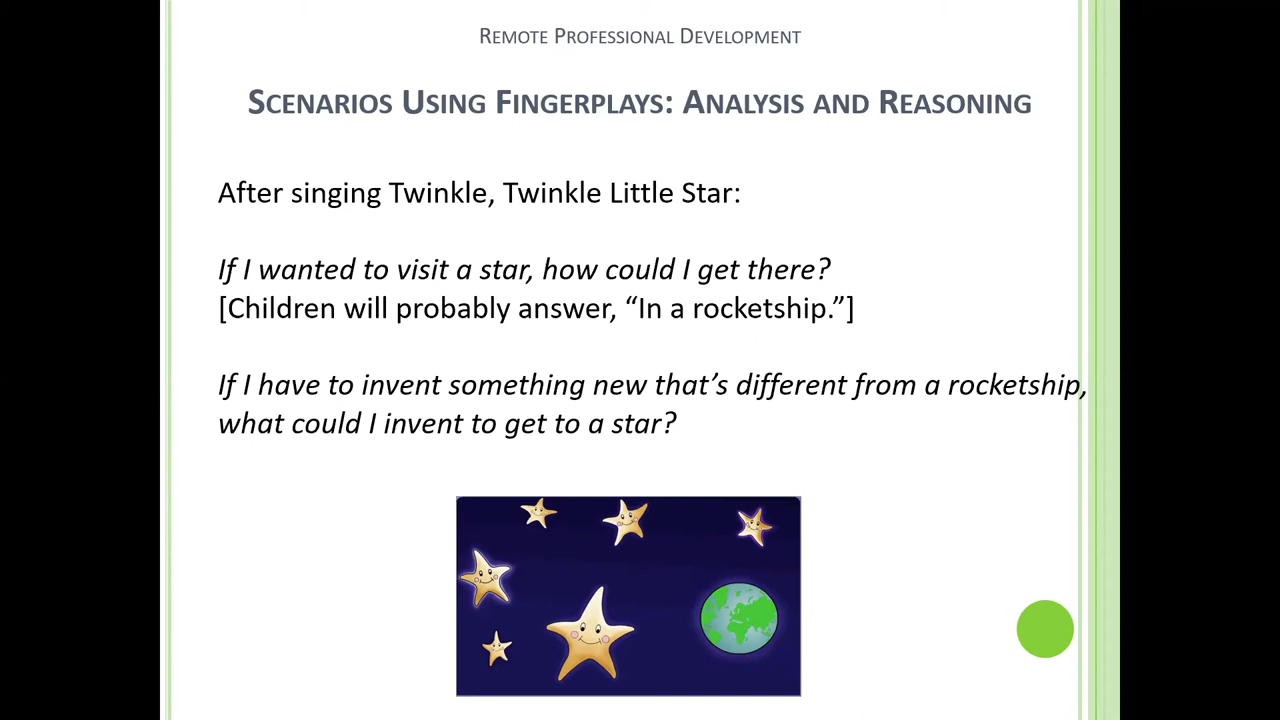 Remote Professional Development
Scenarios Using Fingerplays: Analysis and Reasoning
After singing Twinkle, Twinkle Little Star:
If I wanted to visit a star, how could I get there?
[Children will probably answer, “In a rocketship.”]
If I have to invent something new that’s different from a rocketship,
what could I invent to get to a star?